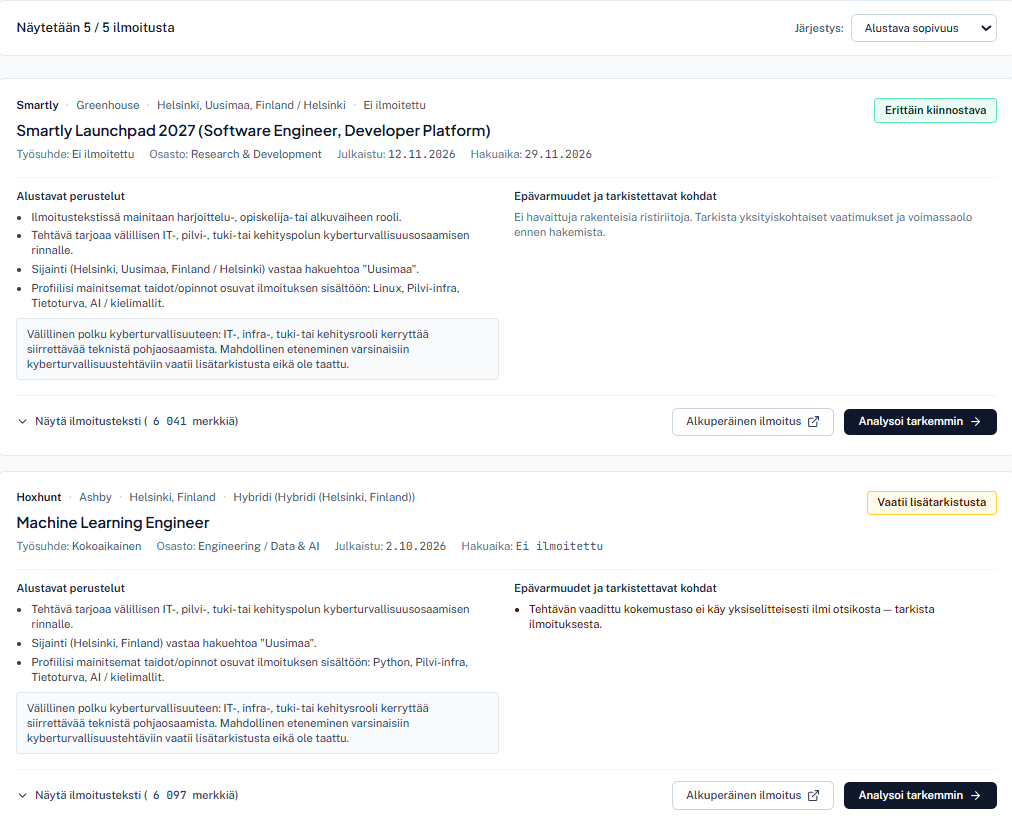 Näytetään 5 / 5 ilmoitusta
Järjestys: Alustava sopivuus
Smartly · Greenhouse · Helsinki, Uusimaa, Finland / Helsinki · Ei ilmoitettu
Erittäin kiinnostava
Smartly Launchpad 2027 (Software Engineer, Developer Platform)
Työsuhde: Ei ilmoitettu Osasto: Research & Development Julkaistu: 12.11.2026 Hakuaika: 29.11.2026
Alustavat perustelut
• Ilmoitustekstissä mainitaan harjoittelu-, opiskelija- tai alkuvaiheen rooli.
• Tehtävä tarjoaa välillisen IT-, pilvi-, tuki- tai kehityspolun kyberturvallisuusosaamisen
rinnalle.
• Sijainti (Helsinki, Uusimaa, Finland / Helsinki) vastaa hakuehtoa "Uusimaa".
• Profiilisi mainitsemat taidot/opinnot osuvat ilmoituksen sisältöön: Linux, Pilvi-infra,
Tietoturva, AI / kielimallit.
Välillinen polku kyberturvallisuuteen: IT-, infra-, tuki- tai kehitysrooli kerryttää
siirrettävää teknistä pohjaosaamista. Mahdollinen eteneminen varsinaisiin
kyberturvallisuustehtäviin vaatii lisätarkistusta eikä ole taattu.
Epävarmuudet ja tarkistettavat kohdat
Ei havaittuja rakenteisia ristiriitoja. Tarkista yksityiskohtaiset vaatimukset ja voimassaolo
ennen hakemista.
Näytä ilmoitusteksti ( 6 041 merkkiä)
Alkuperäinen ilmoitus
Analysoi tarkemmin →
Hoxhunt · Ashby · Helsinki, Finland · Hybridi (Hybridi (Helsinki, Finland))
Vaatii lisätarkistusta
Machine Learning Engineer
Työsuhde: Kokoaikainen Osasto: Engineering / Data & AI Julkaistu: 2.10.2026 Hakuaika: Ei ilmoitettu
Alustavat perustelut
• Tehtävä tarjoaa välillisen IT-, pilvi-, tuki- tai kehityspolun kyberturvallisuusosaamisen
rinnalle.
• Sijainti (Helsinki, Finland) vastaa hakuehtoa "Uusimaa".
• Profiilisi mainitsemat taidot/opinnot osuvat ilmoituksen sisältöön: Python, Pilvi-infra,
Tietoturva, AI / kielimallit.
Välillinen polku kyberturvallisuuteen: IT-, infra-, tuki- tai kehitysrooli kerryttää
siirrettävää teknistä pohjaosaamista. Mahdollinen eteneminen varsinaisiin
kyberturvallisuustehtäviin vaatii lisätarkistusta eikä ole taattu.
Epävarmuudet ja tarkistettavat kohdat
• Tehtävän vaadittu kokemustaso ei käy yksiselitteisesti ilmi otsikosta — tarkista
ilmoituksesta.
Näytä ilmoitusteksti ( 6 097 merkkiä)
Alkuperäinen ilmoitus
Analysoi tarkemmin →